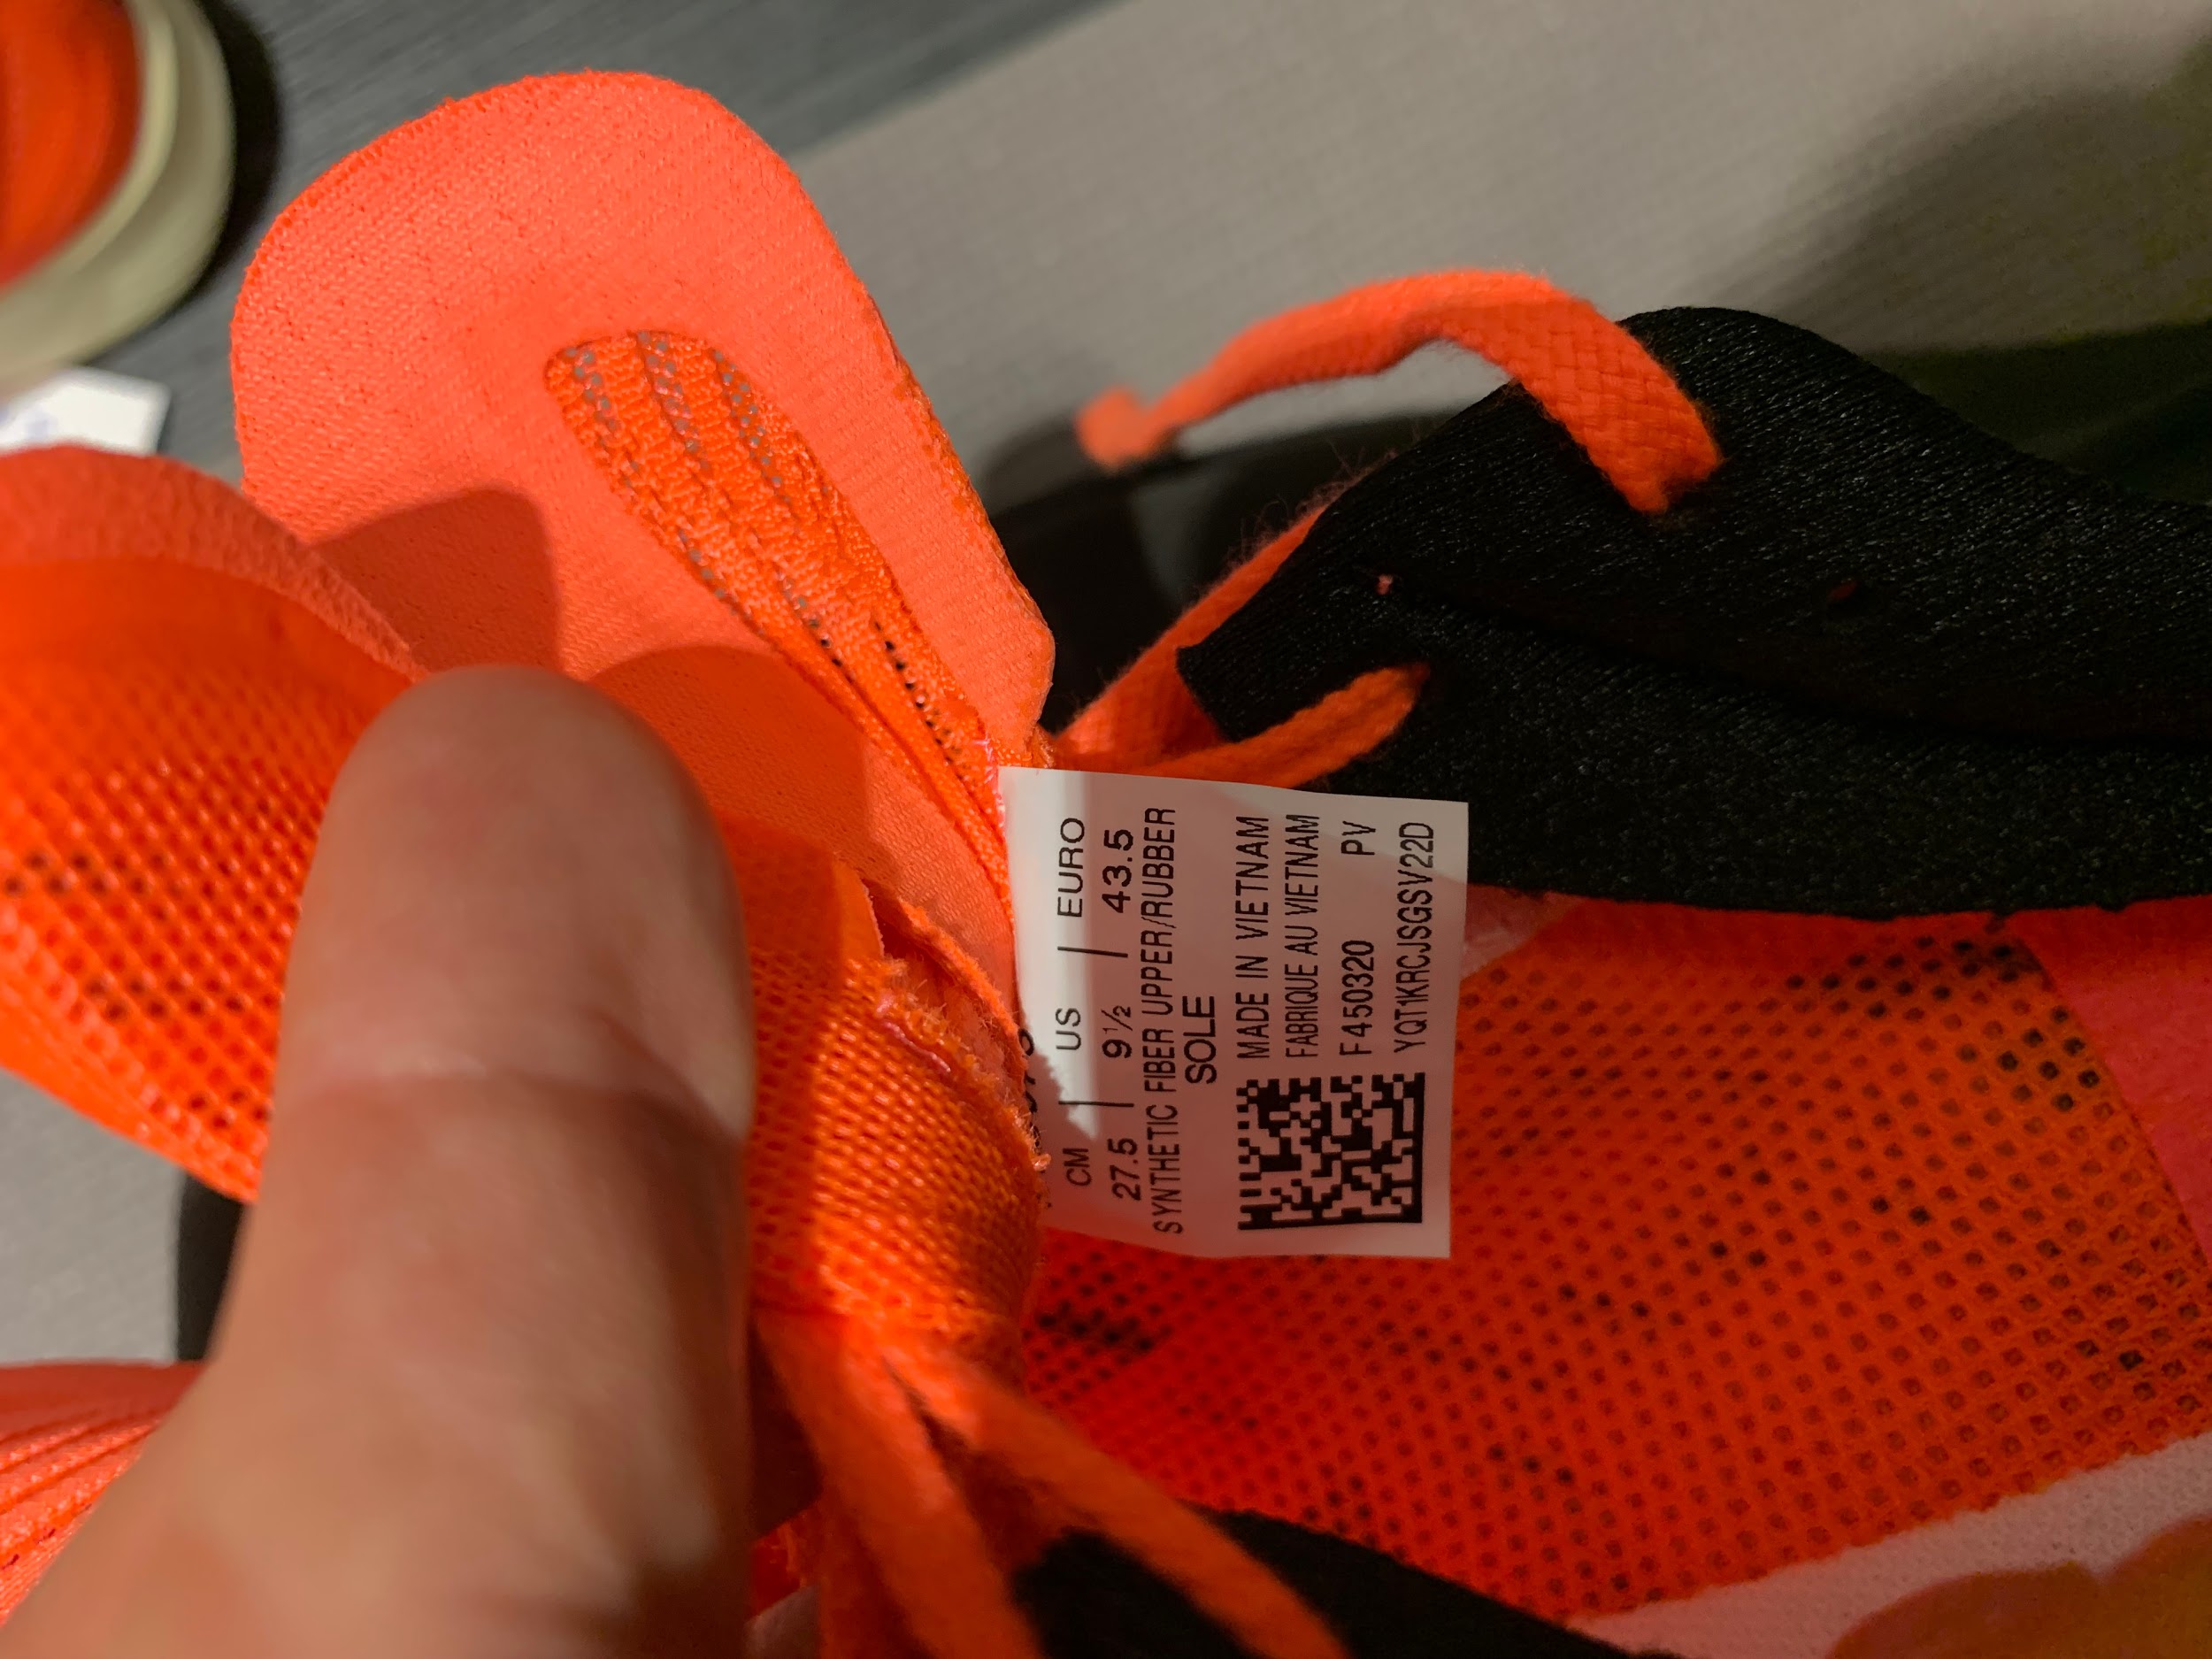 CM | US | EURO
27.5 | 9½ | 43.5
SYNTHETIC FIBER UPPER/RUBBER
SOLE
MADE IN VIETNAM
FABRIQUE AU VIETNAM
F450320 PV
YQT1KRCJSGSV22D